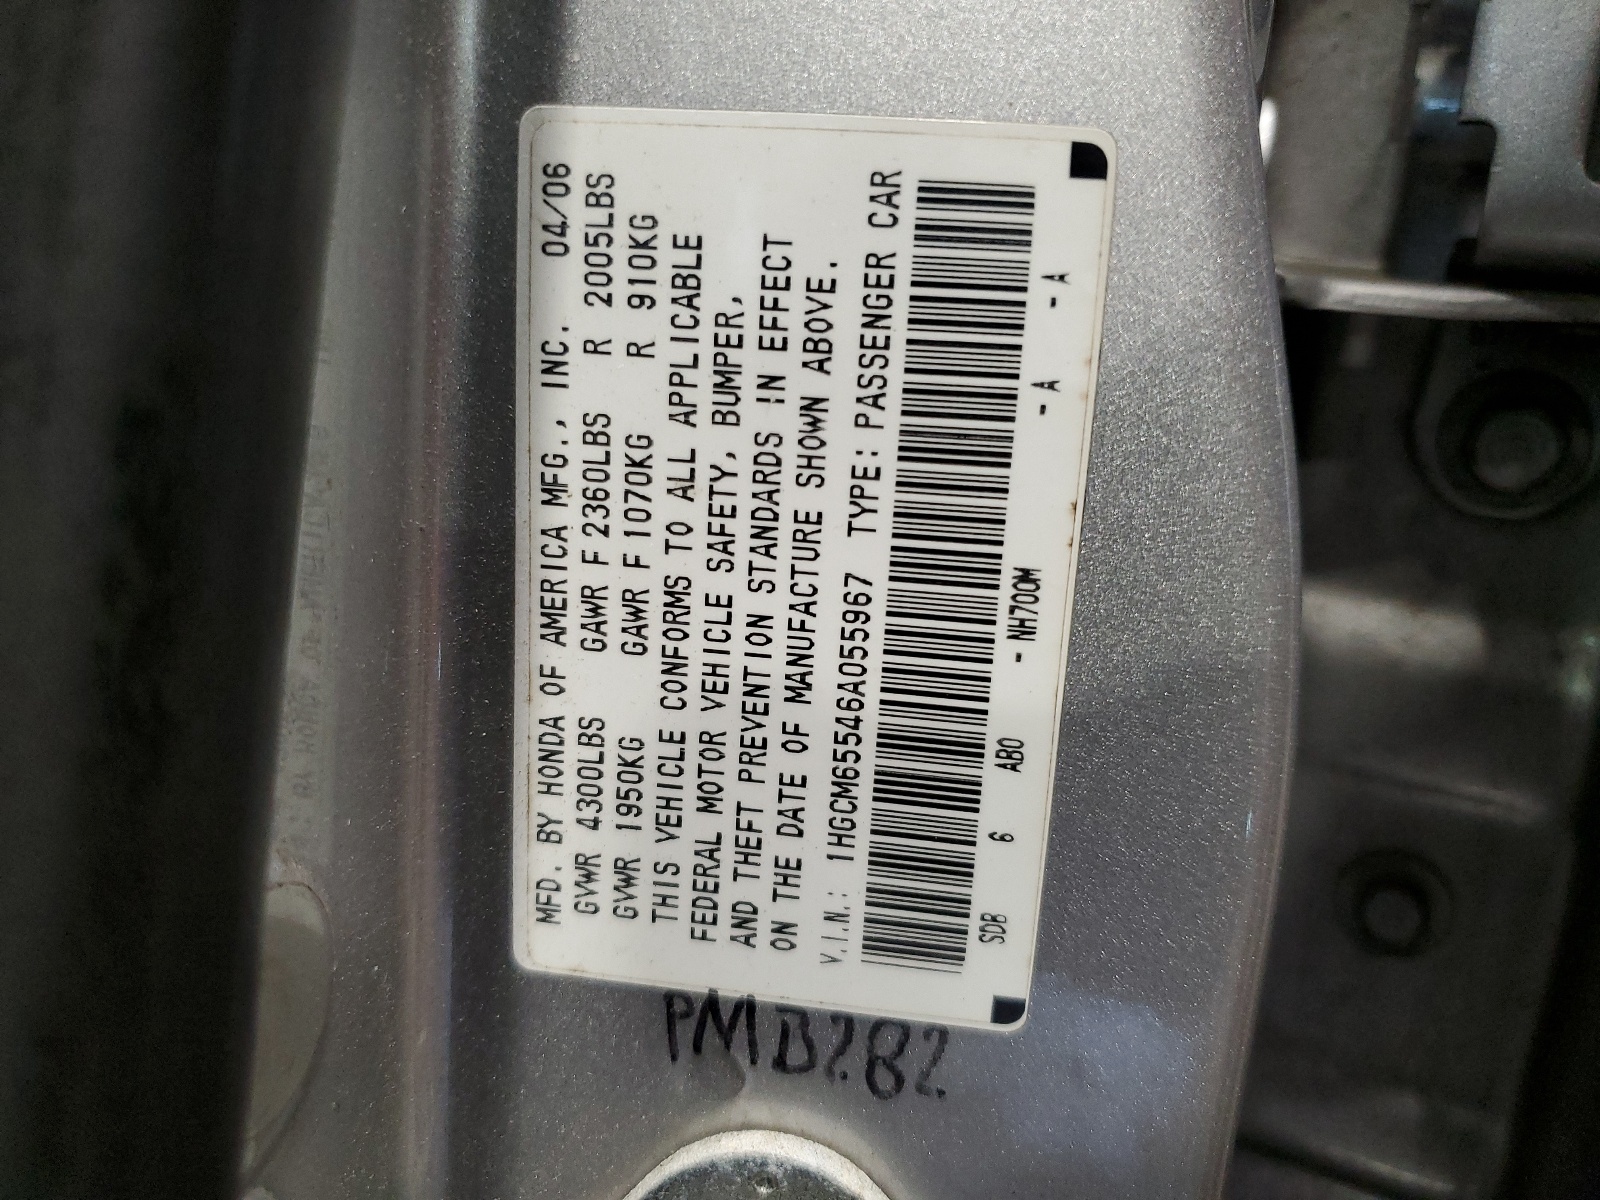 MFD. BY HONDA OF AMERICA MFG., INC. 04/06
GVWR 4300LBS GAWR F 2360LBS R 2005LBS
GVWR 1950KG GAWR F 1070KG R 910KG
THIS VEHICLE CONFORMS TO ALL APPLICABLE
FEDERAL MOTOR VEHICLE SAFETY, BUMPER,
AND THEFT PREVENTION STANDARDS IN EFFECT
ON THE DATE OF MANUFACTURE SHOWN ABOVE.
V.I.N.: 1HGCM65546A055967 TYPE: PASSENGER CAR
SDB 6 AB0 - NH700M - A - A
PMB282